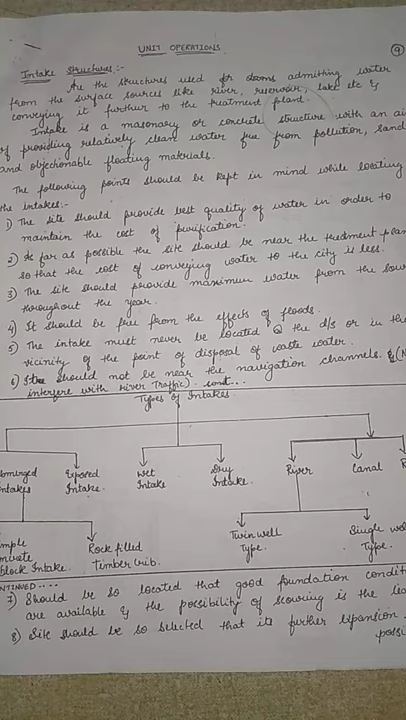 UNIT OPERATIONS
9
Intake Structures:-
Are the structures used for admitting water
from the surface sources like river, reservoir, lake etc &
conveying it further to the treatment plant.
Intake is a masonary or concrete structure with an ai
of providing relatively clean water free from pollution, sand
and objectionable floating materials.
The following points should be kept in mind while locating
the intakes:-
1) The site should provide best quality of water in order to
maintain the cost of purification.
2) As far as possible the site should be near the treatment plan
so that the cost of conveying water to the city is less.
3) The site should provide maximum water from the sour
throughout the year.
4) It should be free from the effects of floods.
5) The intake must never be located @ the d/s or in the
vicinity of the point of disposal of waste water.
6) should not be near the navigation channels. (N
interfere with river Traffic) cont...
Types of Intakes.
bmerged Intakes
Exposed Intake.
Wet Intake
Dry Intake.
River
Canal
R
imple
ncrete
block Intake.
Rock filled
Timber Crib.
Twin well
Type.
Single we
Type.
NTINUED....
7) Should be so located that good foundation condit
are available & the possibility of scouring is the lea
8) Site should be so selected that its further expansion
possi